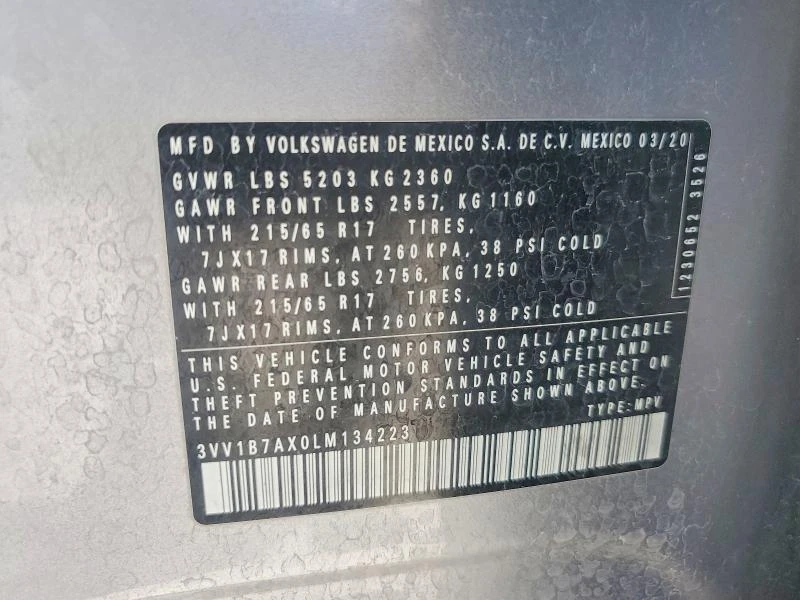 MFD BY VOLKSWAGEN DE MEXICO S.A. DE C.V. MEXICO 03/20
GVWR LBS 5203 KG 2360
GAWR FRONT LBS 2557, KG 1160
WITH 215/65 R17 TIRES,
7JX17 RIMS, AT 260 KPA, 38 PSI COLD
GAWR REAR LBS 2756, KG 1250
WITH 215/65 R17 TIRES,
7JX17 RIMS, AT 260 KPA, 38 PSI COLD
1230652 3526
THIS VEHICLE CONFORMS TO ALL APPLICABLE
U.S. FEDERAL MOTOR VEHICLE SAFETY AND
THEFT PREVENTION STANDARDS IN EFFECT ON
THE DATE OF MANUFACTURE SHOWN ABOVE.
TYPE: MPV
3VV1B7AX0LM134223